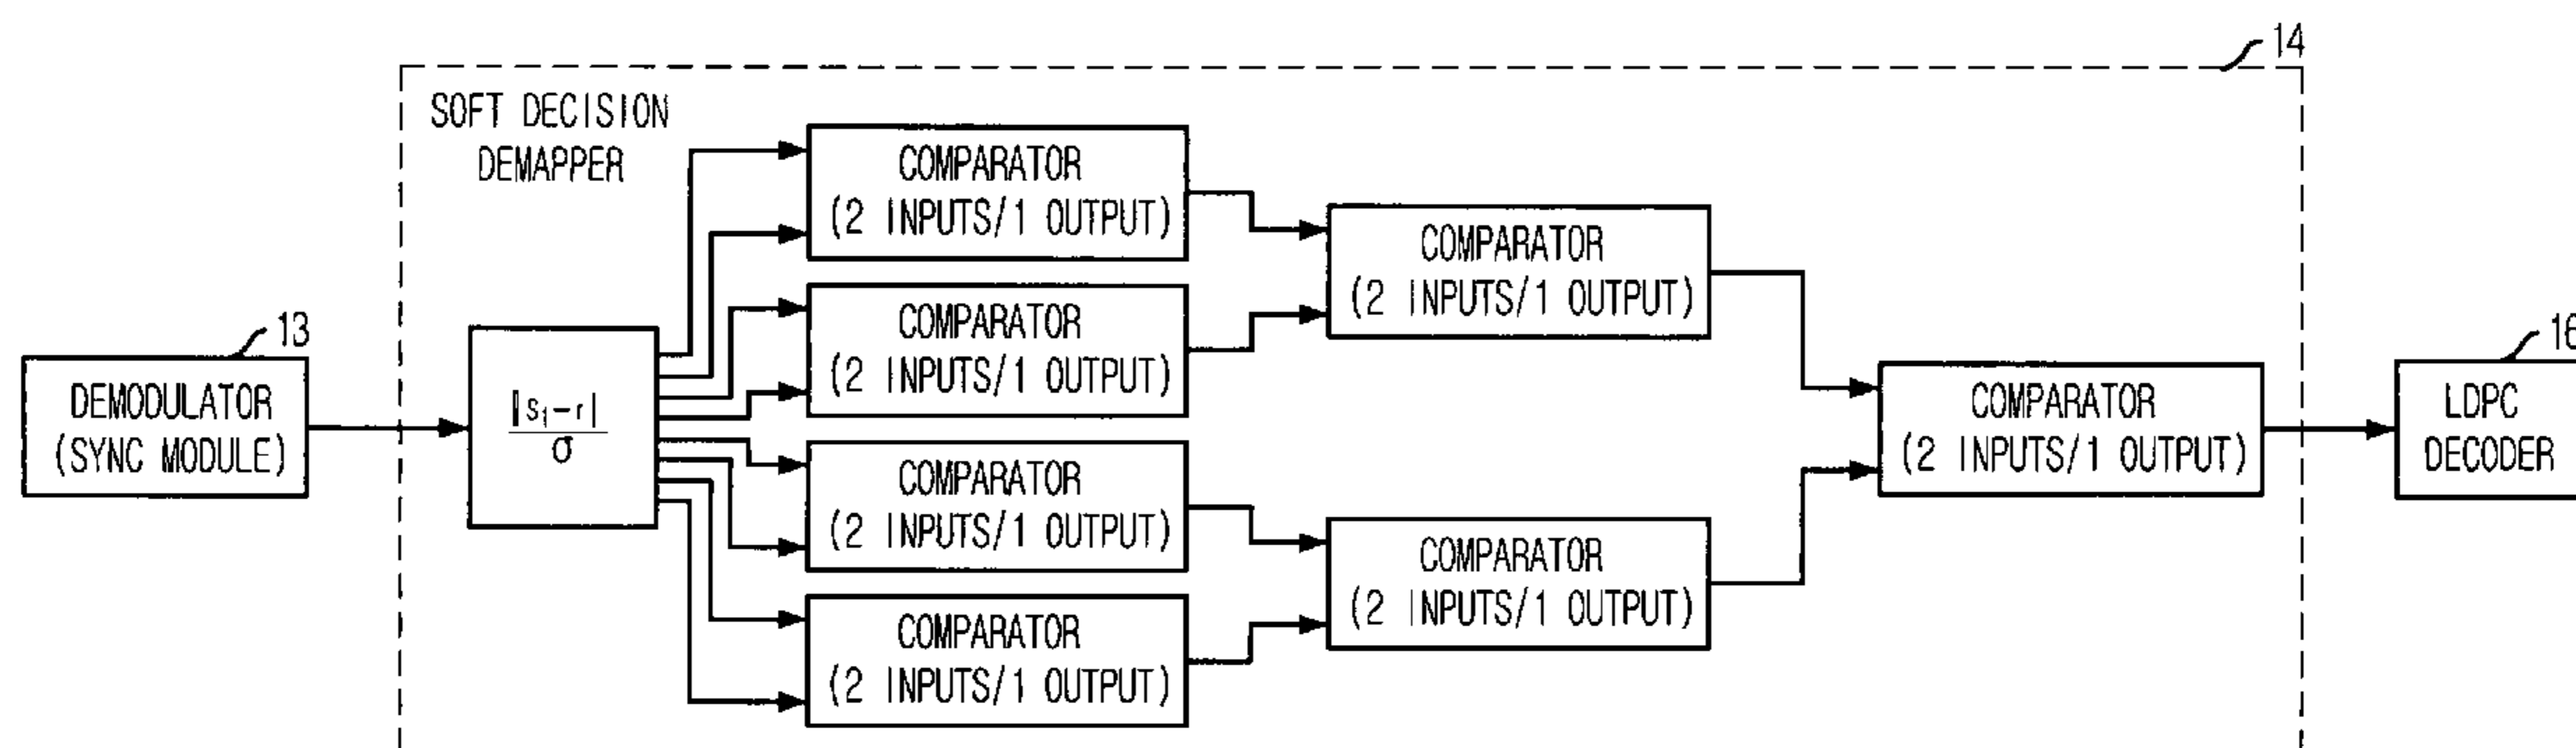 14
SOFT DECISION
DEMAPPER
COMPARATOR
(2 INPUTS/1 OUTPUT)
COMPARATOR
(2 INPUTS/1 OUTPUT)
COMPARATOR
(2 INPUTS/1 OUTPUT)
13
DEMODULATOR
(SYNC MODULE)
|si-r|
σ
COMPARATOR
(2 INPUTS/1 OUTPUT)
LDPC
DECODER
COMPARATOR
(2 INPUTS/1 OUTPUT)
COMPARATOR
(2 INPUTS/1 OUTPUT)
COMPARATOR
(2 INPUTS/1 OUTPUT)